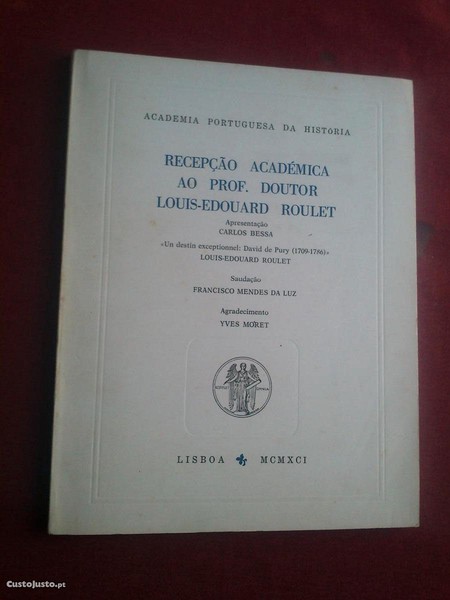 ACADEMIA PORTUGUESA DA HISTÓRIA
RECEPÇÃO ACADÉMICA
AO PROF. DOUTOR
LOUIS-EDOUARD ROULET
Apresentação
CARLOS BESSA
«Un destin exceptionnel: David de Pury (1709-1786)»
LOUIS-EDOUARD ROULET
Saudação
FRANCISCO MENDES DA LUZ
Agradecimento
YVES MORET
LISBOA MCMXCI
CustoJusto.pt